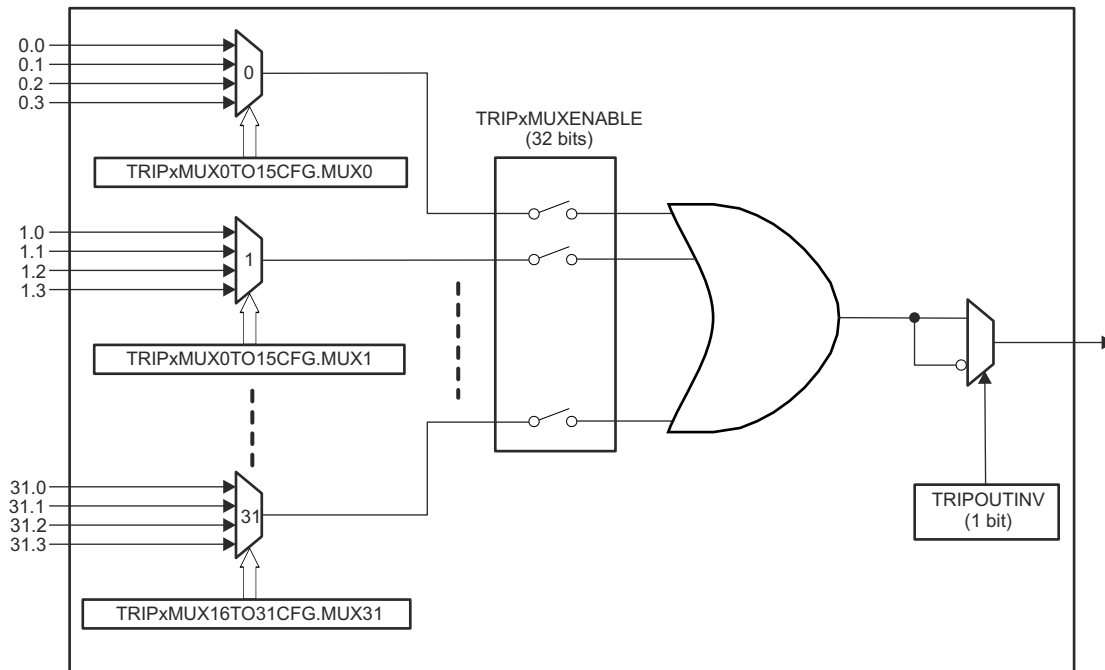 0.0
0.1
0.2
0.3
0
TRIPxMUX0TO15CFG.MUX0
TRIPxMUXENABLE
(32 bits)
1.0
1.1
1.2
1.3
1
TRIPxMUX0TO15CFG.MUX1
31.0
31.1
31.2
31.3
31
TRIPxMUX16TO31CFG.MUX31
TRIPOUTINV
(1 bit)